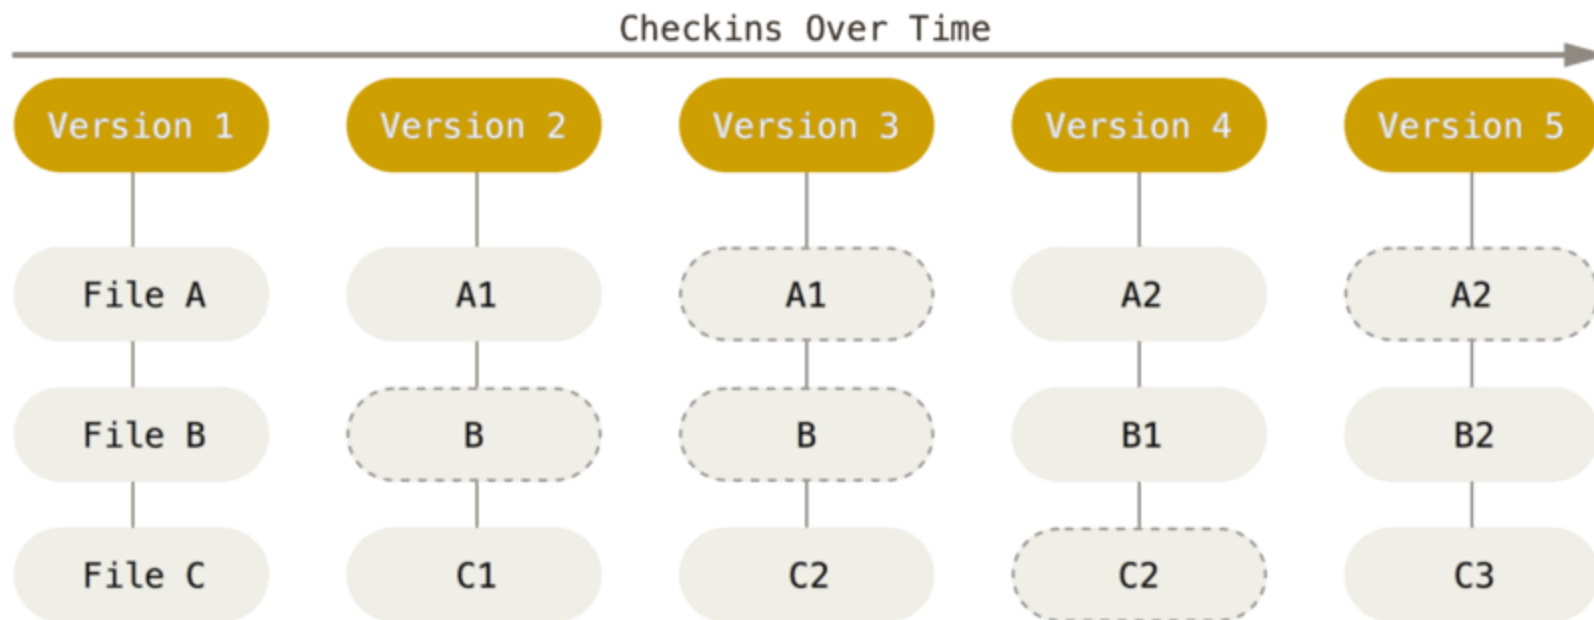 Checkins Over Time
Version 1 Version 2 Version 3 Version 4 Version 5
File A A1 A1 A2 A2
File B B B B1 B2
File C C1 C2 C2 C3